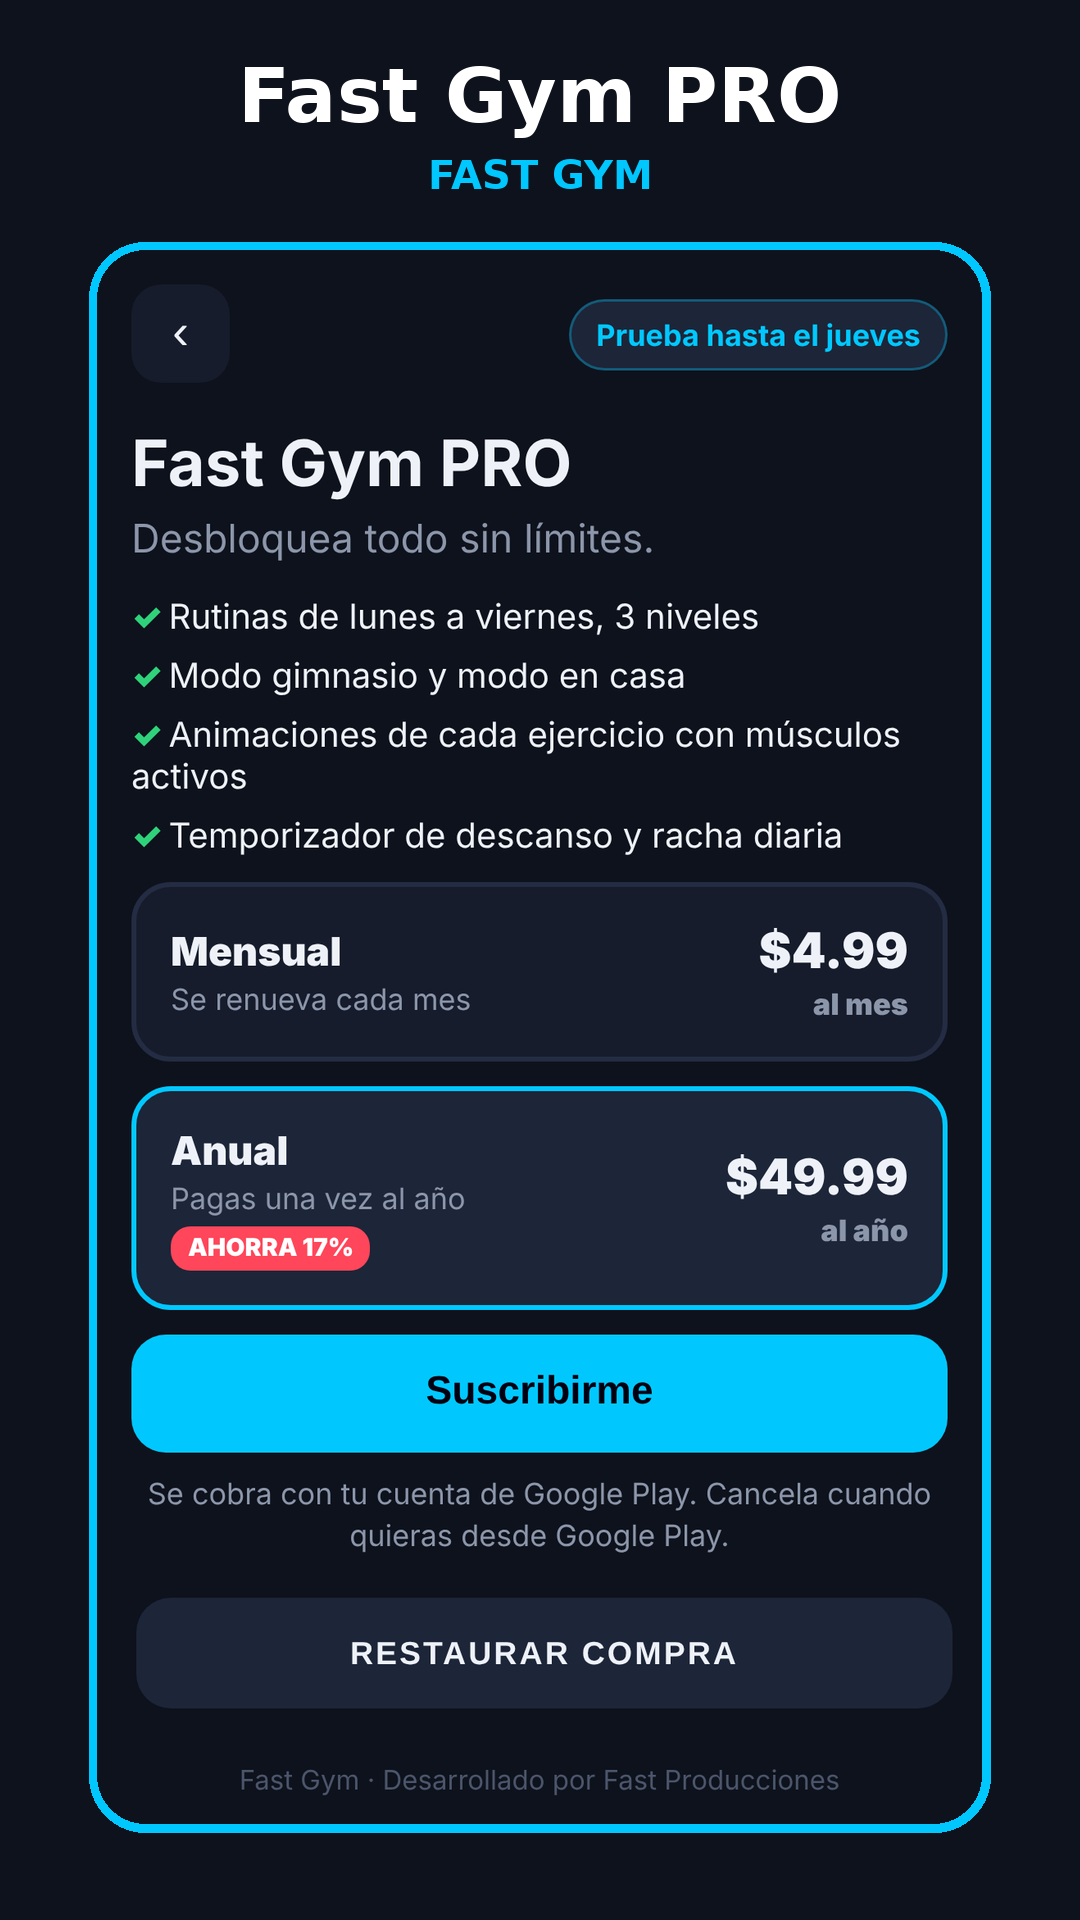 Fast Gym PRO
FAST GYM
‹
Prueba hasta el jueves
Fast Gym PRO
Desbloquea todo sin límites.
✓ Rutinas de lunes a viernes, 3 niveles
✓ Modo gimnasio y modo en casa
✓ Animaciones de cada ejercicio con músculos
activos
✓ Temporizador de descanso y racha diaria
Mensual
Se renueva cada mes
$4.99
al mes
Anual
Pagas una vez al año
AHORRA 17%
$49.99
al año
Suscribirme
Se cobra con tu cuenta de Google Play. Cancela cuando
quieras desde Google Play.
RESTAURAR COMPRA
Fast Gym · Desarrollado por Fast Producciones